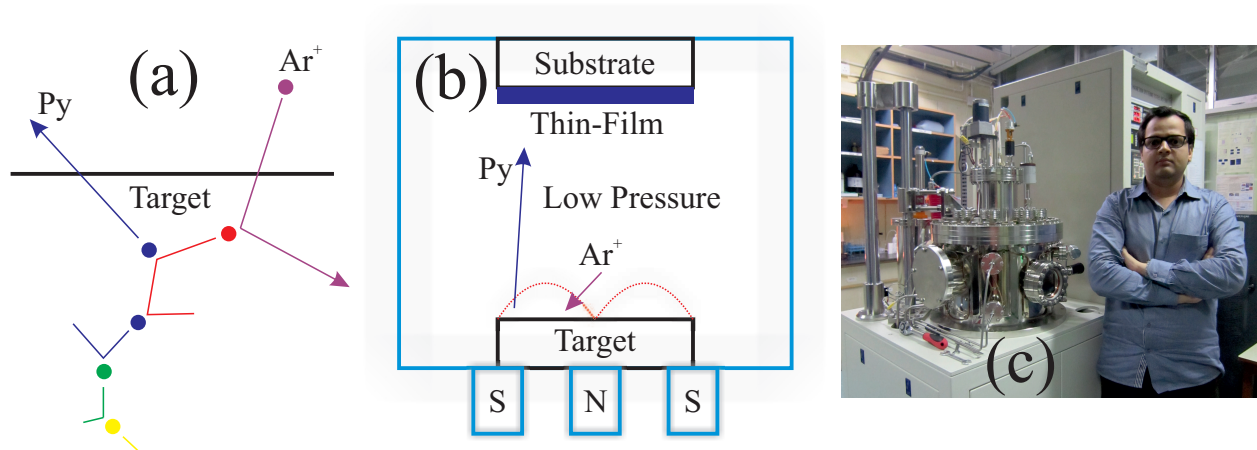 (a)
Ar+
Py
Target
(b)
Substrate
Thin-Film
Py
Low Pressure
Ar+
Target
S
N
S
(c)